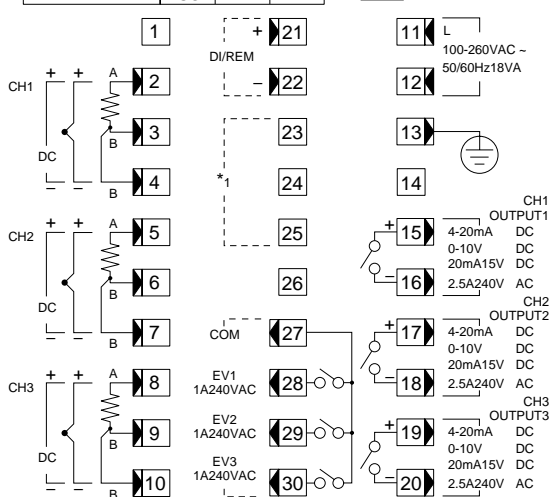 1
+ 21
11 L
DI/REM
100-260VAC ~
50/60Hz18VA
CH1 + + A 2
– 22
12
3
B
DC
23
13
– – B 4
*1
24
14
CH1
OUTPUT1
CH2 + + A 5
25
+ 15 4-20mA DC
0-10V DC
20mA15V DC
6
B
DC
26
– 16 2.5A240V AC
CH2
OUTPUT2
– – B 7
COM 27
+ 17 4-20mA DC
0-10V DC
20mA15V DC
CH3 + + A 8
EV1
1A240VAC
28
– 18 2.5A240V AC
CH3
OUTPUT3
9
B
DC
EV2
1A240VAC
29
+ 19 4-20mA DC
0-10V DC
20mA15V DC
– – B 10
EV3
1A240VAC
30
– 20 2.5A240V AC